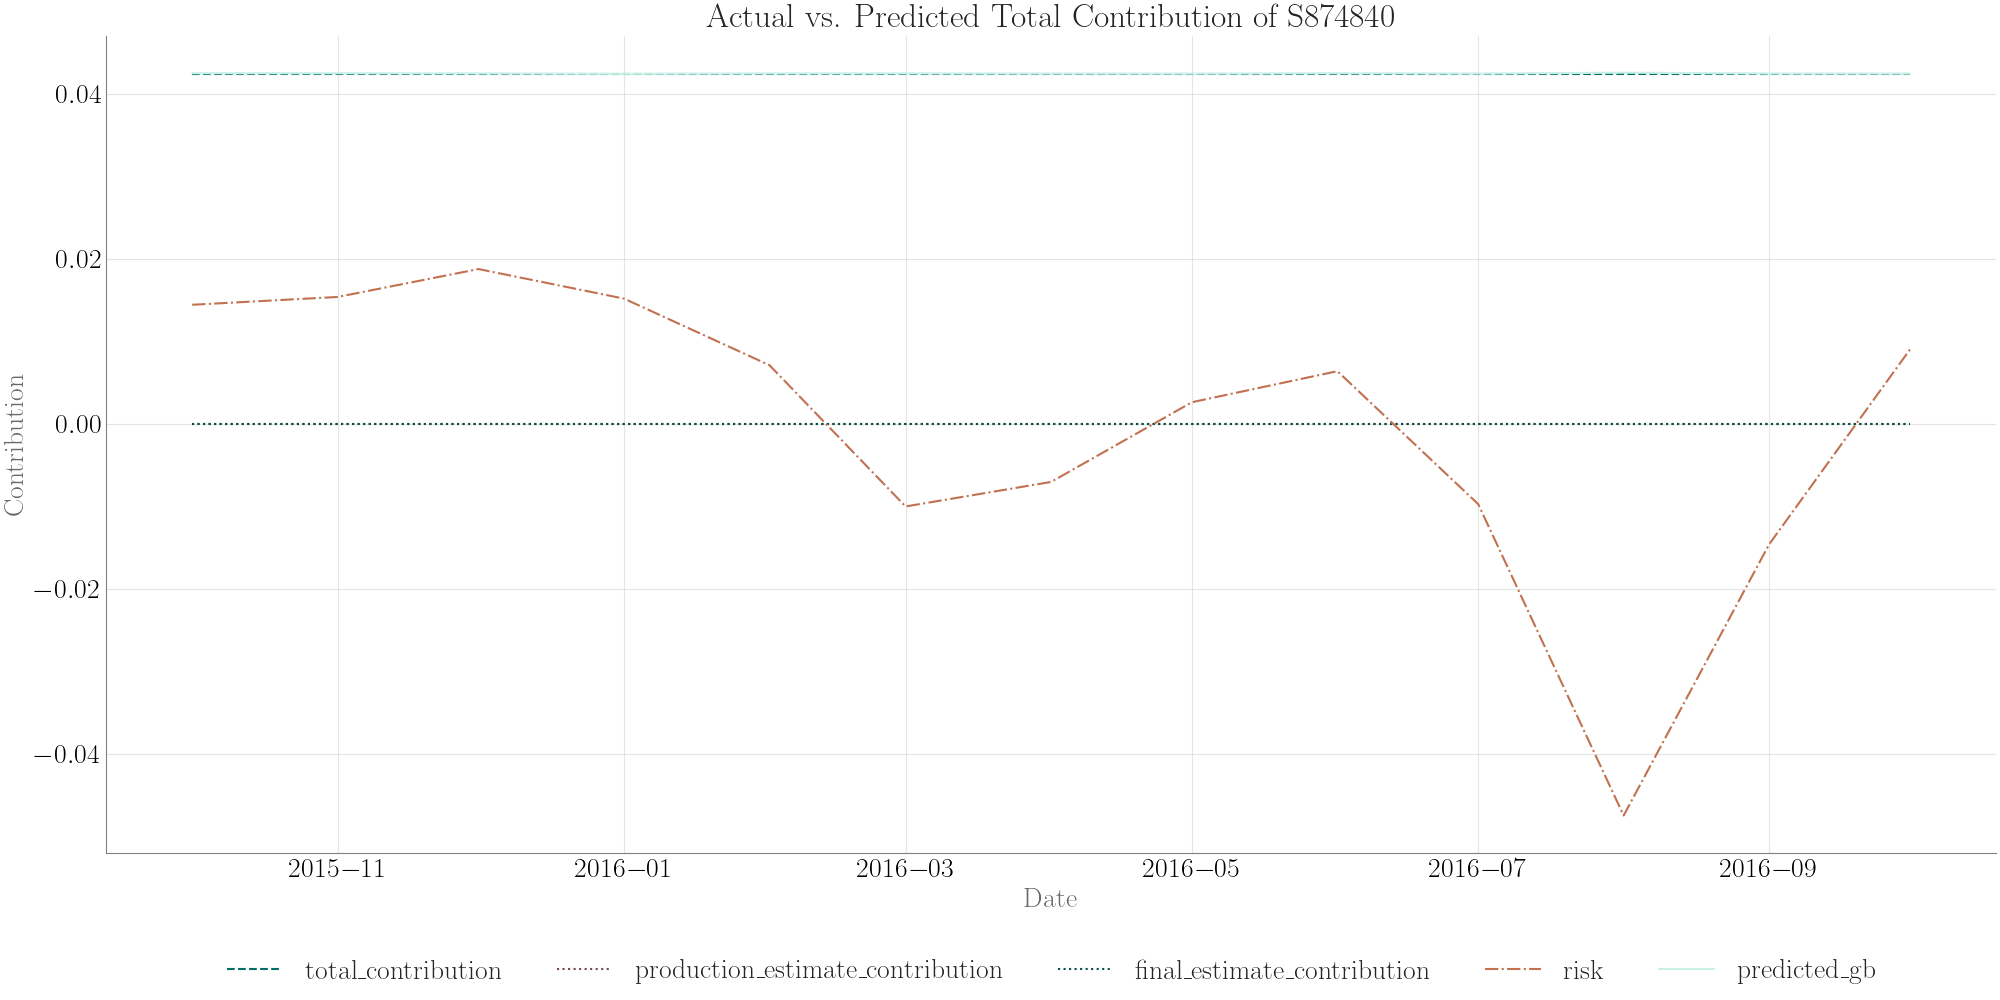 Actual vs. Predicted Total Contribution of S874840
0.04
0.02
0.00
−0.02
−0.04
Contribution
2015−11 2016−01 2016−03 2016−05 2016−07 2016−09
Date
total_contribution production_estimate_contribution final_estimate_contribution risk predicted_gb